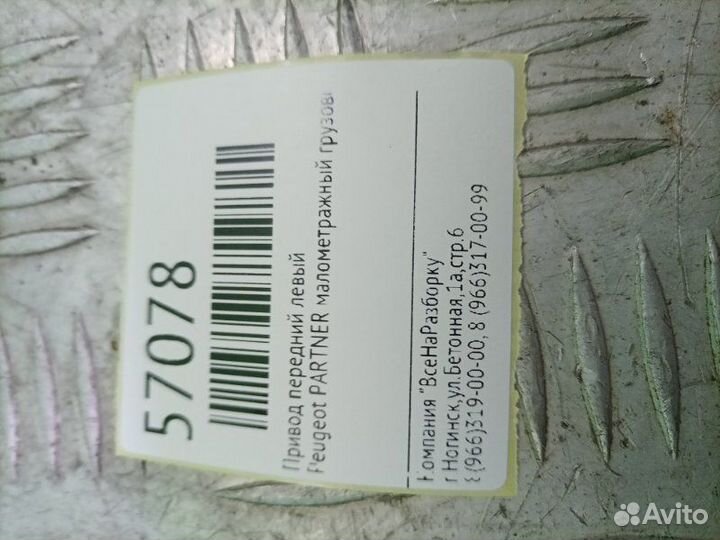 57078
Привод передний левый
Peugeot PARTNER малометражный грузовы
Компания "ВсеНаРазборку"
г.Ногинск,ул.Бетонная,1а,стр.6
8(966)319-00-00, 8 (966)317-00-99
Avito